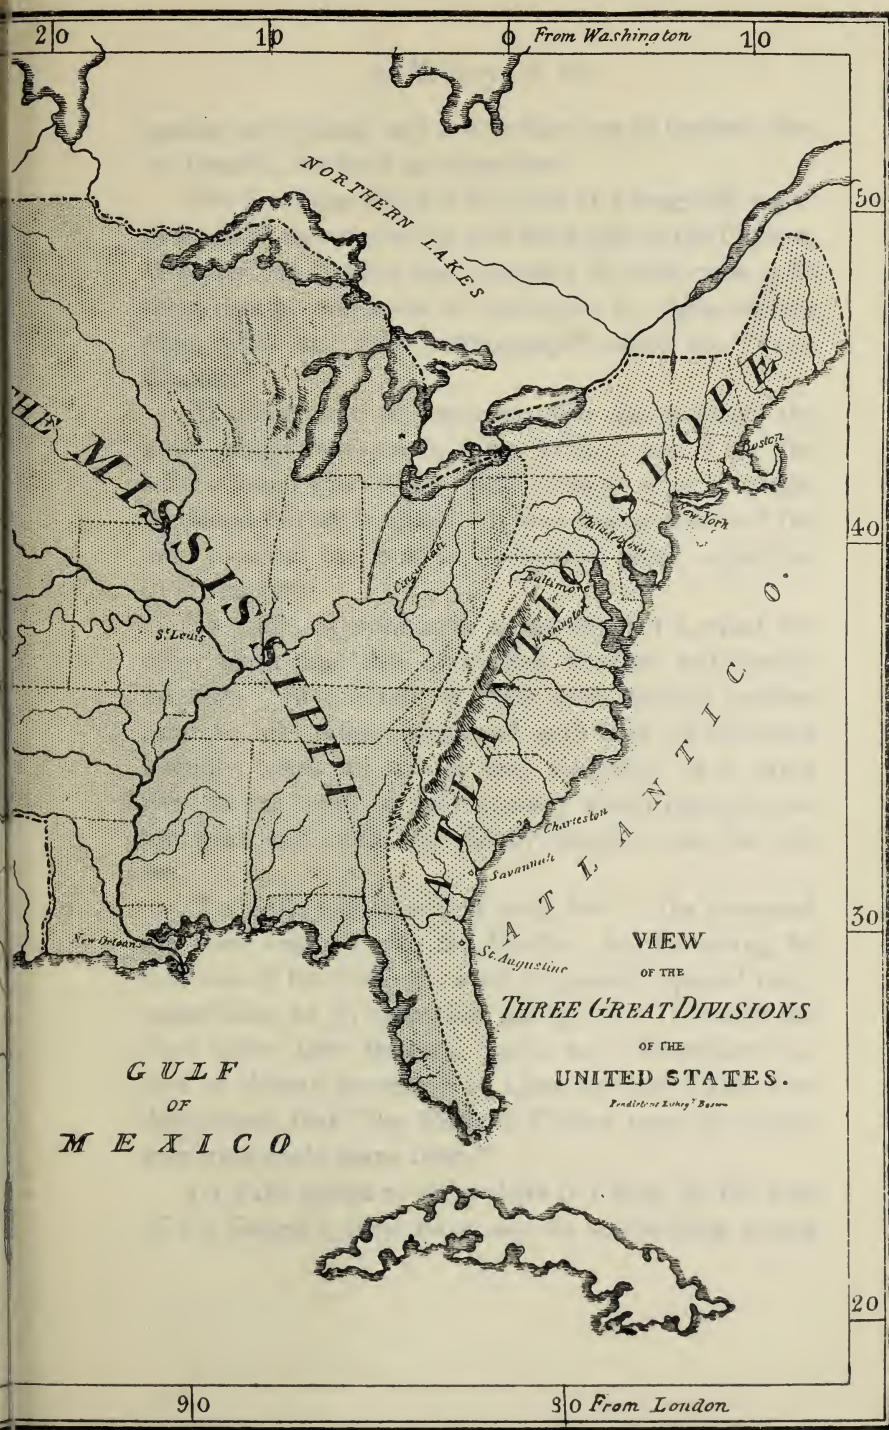 20
10
0
From Washington
10
NORTHERN LAKES
50
THE MISSISSIPPI
ATLANTIC SLOPE
Boston
New-York
Philadelphia
40
Cincinnati
Baltimore
Washington
St. Louis
ATLANTIC O.
Charleston
Savannah
30
New Orleans
St. Augustine
VIEW
OF THE
THREE GREAT DIVISIONS
OF THE
UNITED STATES.
GULF
OF
MEXICO
20
90
80
From London